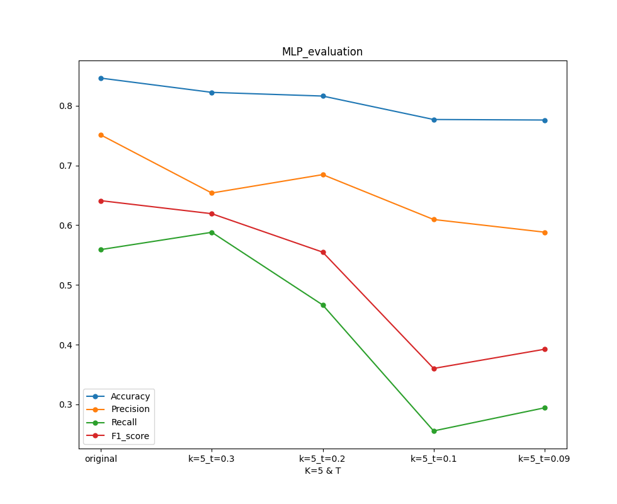 MLP_evaluation
0.8
0.7
0.6
0.5
0.4
0.3
Accuracy
Precision
Recall
F1_score
original k=5_t=0.3 k=5_t=0.2 k=5_t=0.1 k=5_t=0.09
K=5 & T